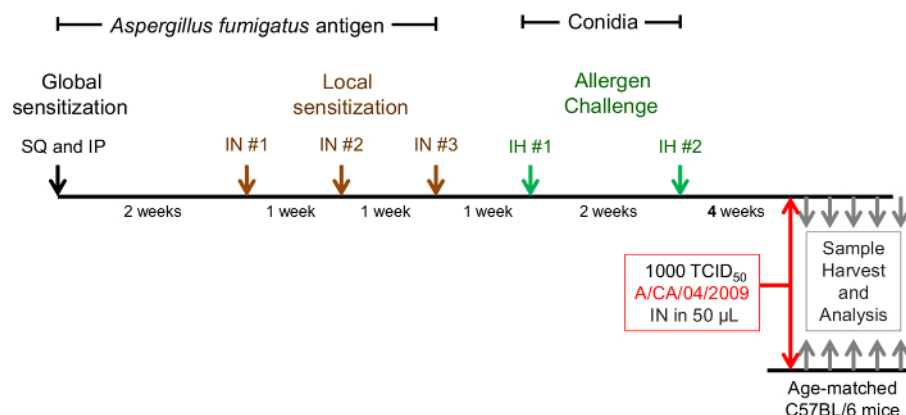 Aspergillus fumigatus antigen
Conidia
Global
sensitization
Local
sensitization
Allergen
Challenge
SQ and IP
IN #1
IN #2
IN #3
IH #1
IH #2
2 weeks
1 week
1 week
1 week
2 weeks
4 weeks
1000 TCID50
A/CA/04/2009
IN in 50 µL
Sample
Harvest
and
Analysis
Age-matched
C57BL/6 mice